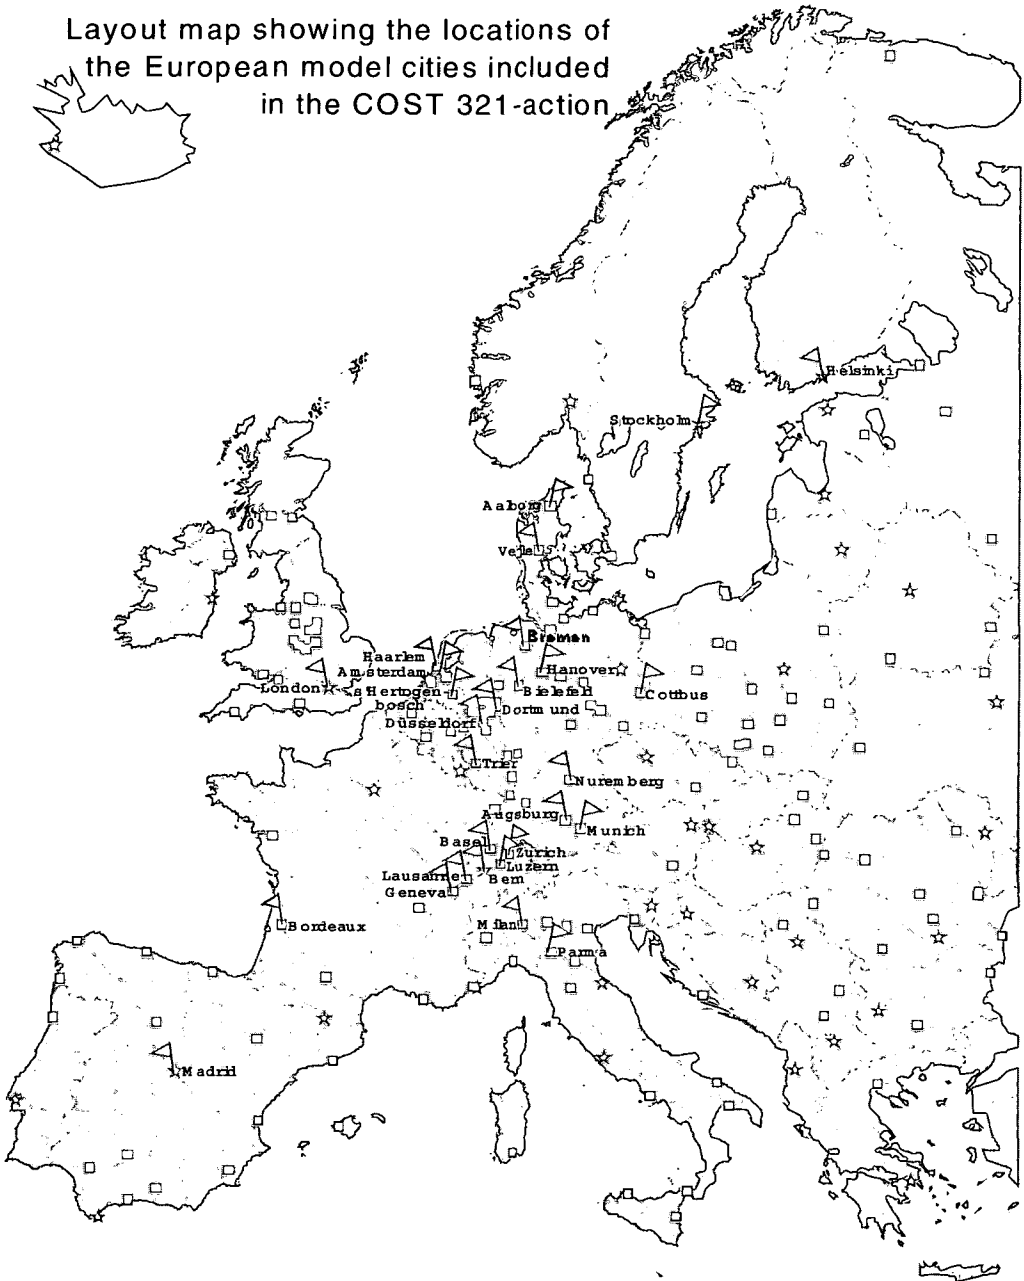 Layout map showing the locations of
the European model cities included
in the COST 321-action
Helsinki
Stockholm
Aalborg
Vejle
Bremen
Haarlem
Hanover
Amsterdam
London
s Hertogen-
bosch
Bielefeld
Cottbus
Dortmund
Düsseldorf
Trier
Nuremberg
Augsburg
Munich
Basel
Zurich
Luzern
Lausanne
Bern
Geneva
Milan
Bordeaux
Parma
Madrid